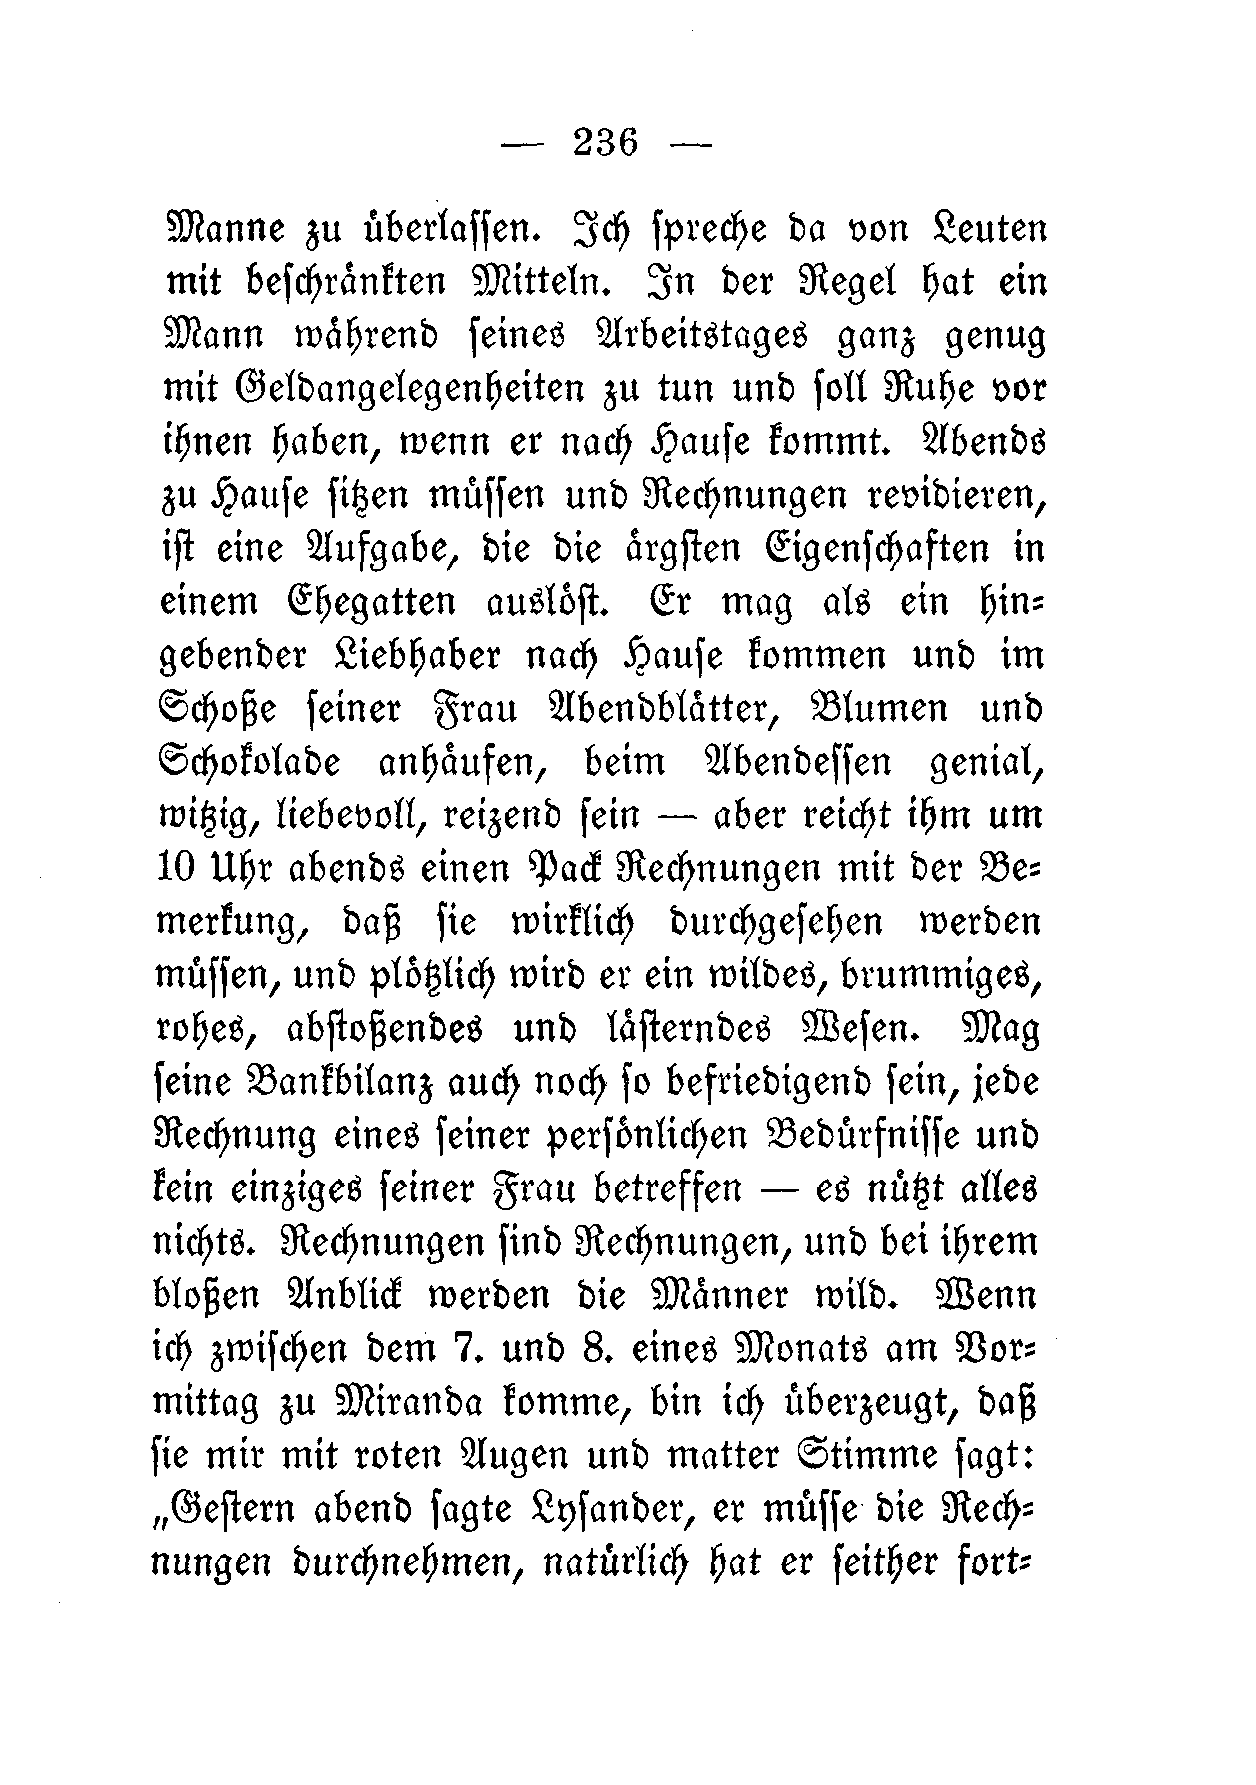 — 236 —
Manne zu überlassen. Ich spreche da von Leuten
mit beschränkten Mitteln. In der Regel hat ein
Mann während seines Arbeitstages ganz genug
mit Geldangelegenheiten zu tun und soll Ruhe vor
ihnen haben, wenn er nach Hause kommt. Abends
zu Hause sitzen müssen und Rechnungen revidieren,
ist eine Aufgabe, die die ärgsten Eigenschaften in
einem Ehegatten auslöst. Er mag als ein hin-
gebender Liebhaber nach Hause kommen und im
Schoße seiner Frau Abendblätter, Blumen und
Schokolade anhäufen, beim Abendessen genial,
witzig, liebevoll, reizend sein — aber reicht ihm um
10 Uhr abends einen Pack Rechnungen mit der Be-
merkung, daß sie wirklich durchgesehen werden
müssen, und plötzlich wird er ein wildes, brummiges,
rohes, abstoßendes und lästerndes Wesen. Mag
seine Bankbilanz auch noch so befriedigend sein, jede
Rechnung eines seiner persönlichen Bedürfnisse und
kein einziges seiner Frau betreffen — es nützt alles
nichts. Rechnungen sind Rechnungen, und bei ihrem
bloßen Anblick werden die Männer wild. Wenn
ich zwischen dem 7. und 8. eines Monats am Vor-
mittag zu Miranda komme, bin ich überzeugt, daß
sie mir mit roten Augen und matter Stimme sagt:
„Gestern abend sagte Lysander, er müsse die Rech-
nungen durchnehmen, natürlich hat er seither fort-